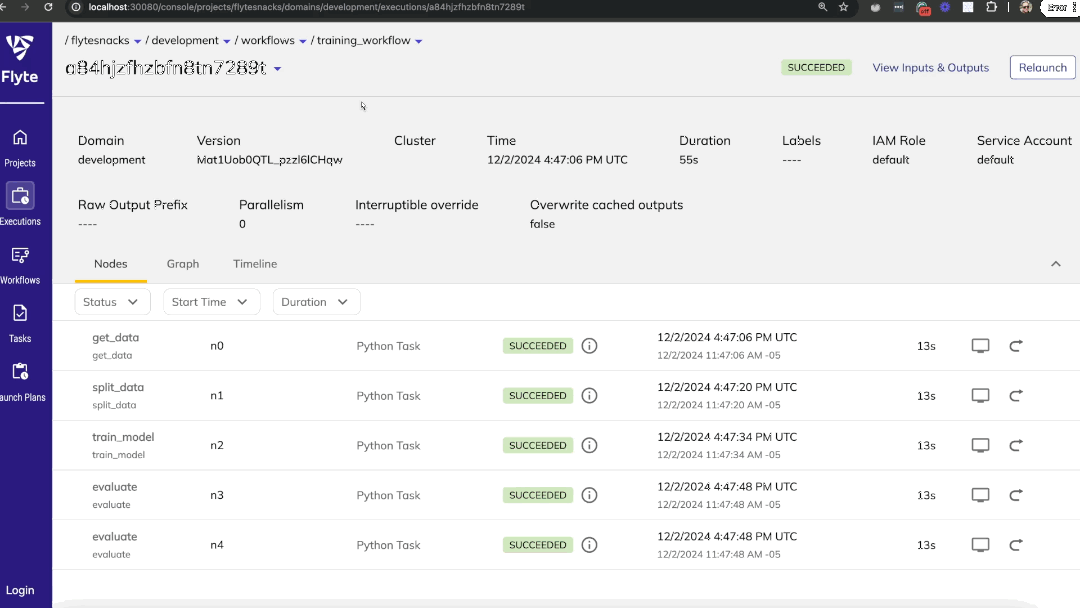 localhost:30080/console/projects/flytesnacks/domains/development/executions/a84hjzfhzbfn8tn7289t
off
Error
/ flytesnacks / development / workflows / training_workflow
a84hjzfhzbfn8tn7289t
SUCCEEDED
View Inputs & Outputs
Relaunch
Flyte
Projects
Executions
Workflows
Tasks
aunch Plans
Login
Domain Version Cluster Time Duration Labels IAM Role Service Account
development Mat1Uob0QTL_pzzl6lCHqw 12/2/2024 4:47:06 PM UTC 55s ---- default default
Raw Output Prefix Parallelism Interruptible override Overwrite cached outputs
---- 0 ---- false
Nodes Graph Timeline
Status Start Time Duration
get_data n0 Python Task SUCCEEDED 12/2/2024 4:47:06 PM UTC 13s
get_data 12/2/2024 11:47:06 AM -05
split_data n1 Python Task SUCCEEDED 12/2/2024 4:47:20 PM UTC 13s
split_data 12/2/2024 11:47:20 AM -05
train_model n2 Python Task SUCCEEDED 12/2/2024 4:47:34 PM UTC 13s
train_model 12/2/2024 11:47:34 AM -05
evaluate n3 Python Task SUCCEEDED 12/2/2024 4:47:48 PM UTC 13s
evaluate 12/2/2024 11:47:48 AM -05
evaluate n4 Python Task SUCCEEDED 12/2/2024 4:47:48 PM UTC 13s
evaluate 12/2/2024 11:47:48 AM -05